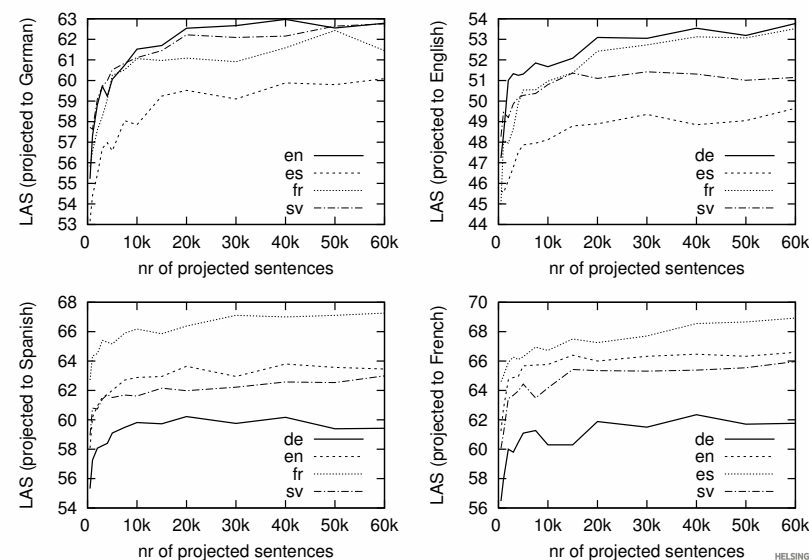 LAS (projected to German)
63
62
61
60
59
58
57
56
55
54
53
en
es
fr
sv
0 10k 20k 30k 40k 50k 60k
nr of projected sentences
LAS (projected to English)
54
53
52
51
50
49
48
47
46
45
44
de
es
fr
sv
0 10k 20k 30k 40k 50k 60k
nr of projected sentences
LAS (projected to Spanish)
68
66
64
62
60
58
56
54
de
en
fr
sv
0 10k 20k 30k 40k 50k 60k
nr of projected sentences
LAS (projected to French)
70
68
66
64
62
60
58
56
de
en
es
sv
0 10k 20k 30k 40k 50k 60k
nr of projected sentences